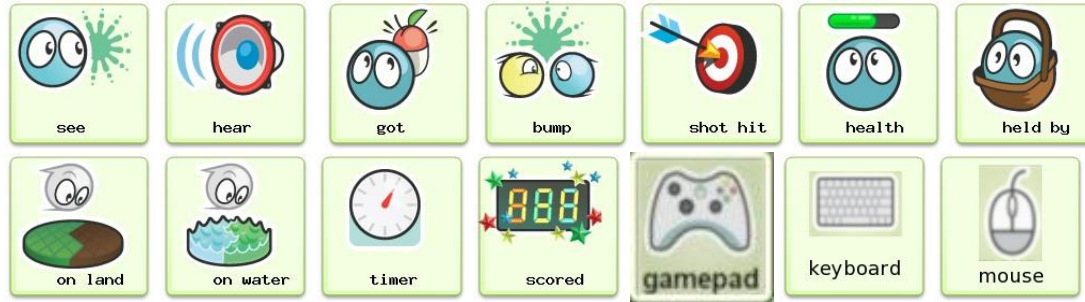 see
hear
got
bump
shot hit
health
held by
on land
on water
timer
888
scored
gamepad
keyboard
mouse